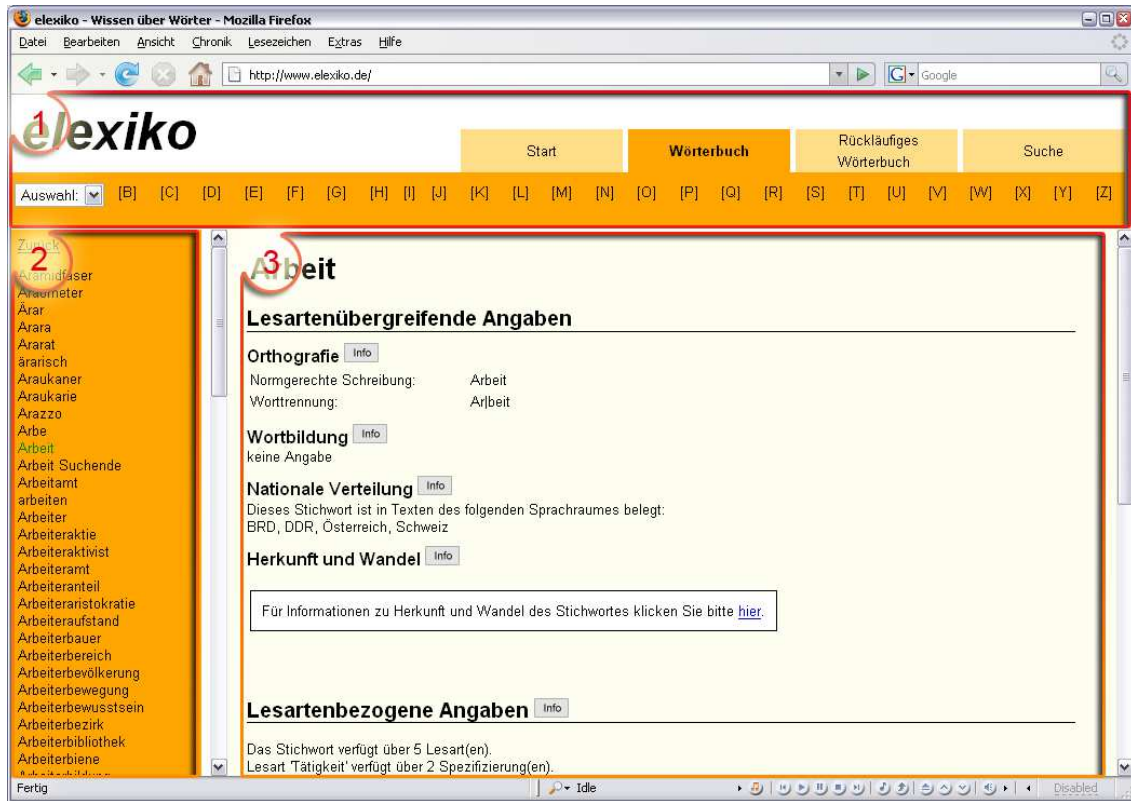 elexiko - Wissen über Wörter - Mozilla Firefox
Datei Bearbeiten Ansicht Chronik Lesezeichen Extras Hilfe
http://www.elexiko.de/ Google
1
elexiko
Start Wörterbuch Rückläufiges Wörterbuch Suche
Auswahl: [B] [C] [D] [E] [F] [G] [H] [I] [J] [K] [L] [M] [N] [O] [P] [Q] [R] [S] [T] [U] [V] [W] [X] [Y] [Z]
2
Zurück
Aramidfaser
Aräometer
Ärar
Arara
Ararat
ärarisch
Araukaner
Araukarie
Arazzo
Arbe
Arbeit
Arbeit Suchende
Arbeitamt
arbeiten
Arbeiter
Arbeiteraktie
Arbeiteraktivist
Arbeiteramt
Arbeiteranteil
Arbeiteraristokratie
Arbeiteraufstand
Arbeiterbauer
Arbeiterbereich
Arbeiterbevölkerung
Arbeiterbewegung
Arbeiterbewusstsein
Arbeiterbezirk
Arbeiterbibliothek
Arbeiterbiene
3
Arbeit
Lesartenübergreifende Angaben
Orthografie Info
Normgerechte Schreibung: Arbeit
Worttrennung: Ar|beit
Wortbildung Info
keine Angabe
Nationale Verteilung Info
Dieses Stichwort ist in Texten des folgenden Sprachraumes belegt:
BRD, DDR, Österreich, Schweiz
Herkunft und Wandel Info
Für Informationen zu Herkunft und Wandel des Stichwortes klicken Sie bitte hier.
Lesartenbezogene Angaben Info
Das Stichwort verfügt über 5 Lesart(en).
Lesart 'Tätigkeit' verfügt über 2 Spezifizierung(en).
Fertig Idle Disabled